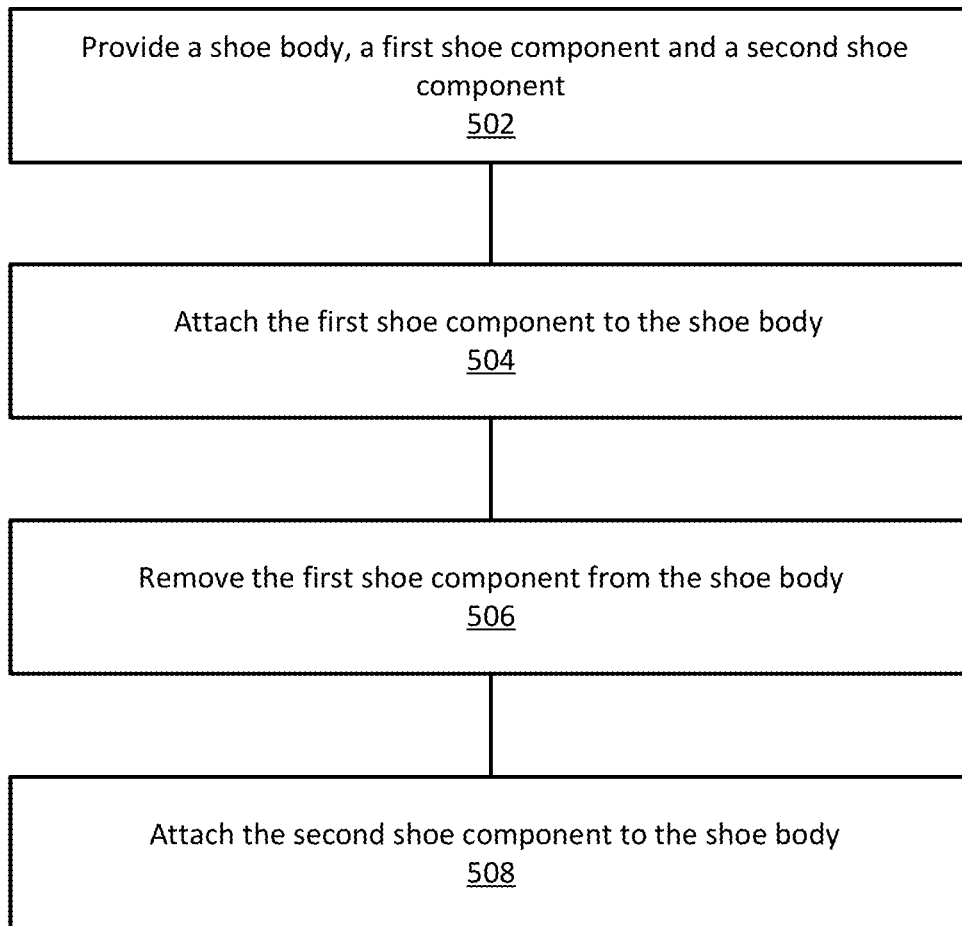 Provide a shoe body, a first shoe component and a second shoe
component
502
Attach the first shoe component to the shoe body
504
Remove the first shoe component from the shoe body
506
Attach the second shoe component to the shoe body
508